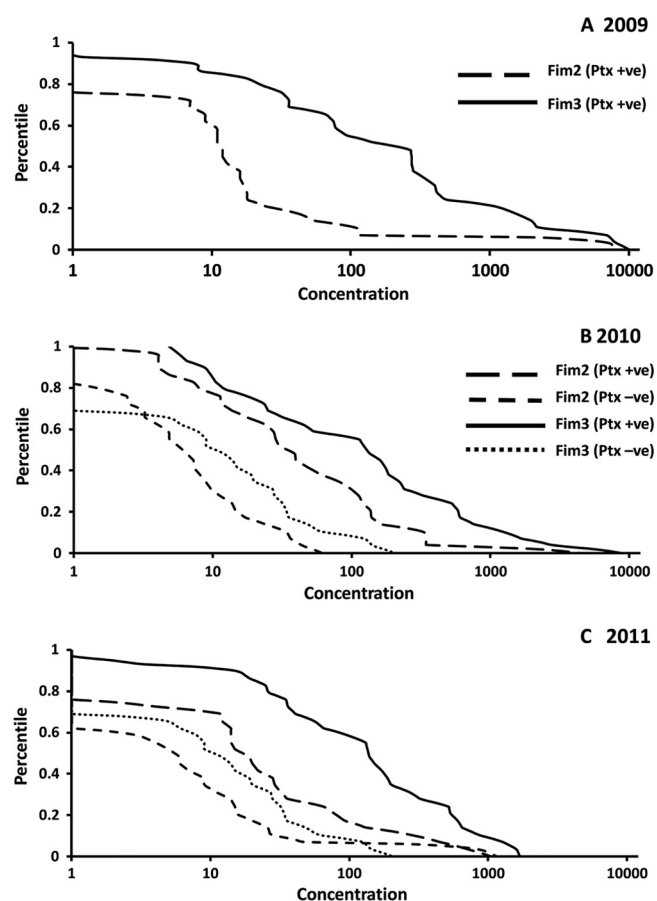 A 2009
1
0.8
0.6
0.4
0.2
0
Percentile
Fim2 (Ptx +ve)
Fim3 (Ptx +ve)
1 10 100 1000 10000
Concentration
B 2010
1
0.8
0.6
0.4
0.2
0
Percentile
Fim2 (Ptx +ve)
Fim2 (Ptx –ve)
Fim3 (Ptx +ve)
Fim3 (Ptx –ve)
1 10 100 1000 10000
Concentration
C 2011
1
0.8
0.6
0.4
0.2
0
Percentile
1 10 100 1000 10000
Concentration